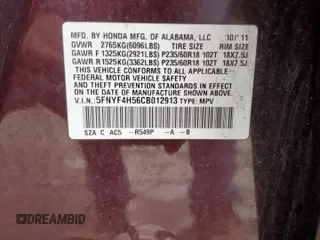 MFD. BY HONDA MFG. OF ALABAMA, LLC 10/'11
GVWR 2765KG(6096LBS) TIRE SIZE RIM SIZE
GAWR F 1325KG(2921LBS) P235/60R18 102T 18X7.5J
GAWR R 1525KG(3362LBS) P235/60R18 102T 18X7.5J
THIS VEHICLE CONFORMS TO ALL APPLICABLE
FEDERAL MOTOR VEHICLE SAFETY
AND THEFT PREVENTION STANDARDS IN EFFECT ON
THE DATE OF MANUFACTURE SHOWN ABOVE.
V.I.N.: 5FNYF4H56CB012913 TYPE: MPV
SZA C AC5 -R549P -A -B
DREAMBID